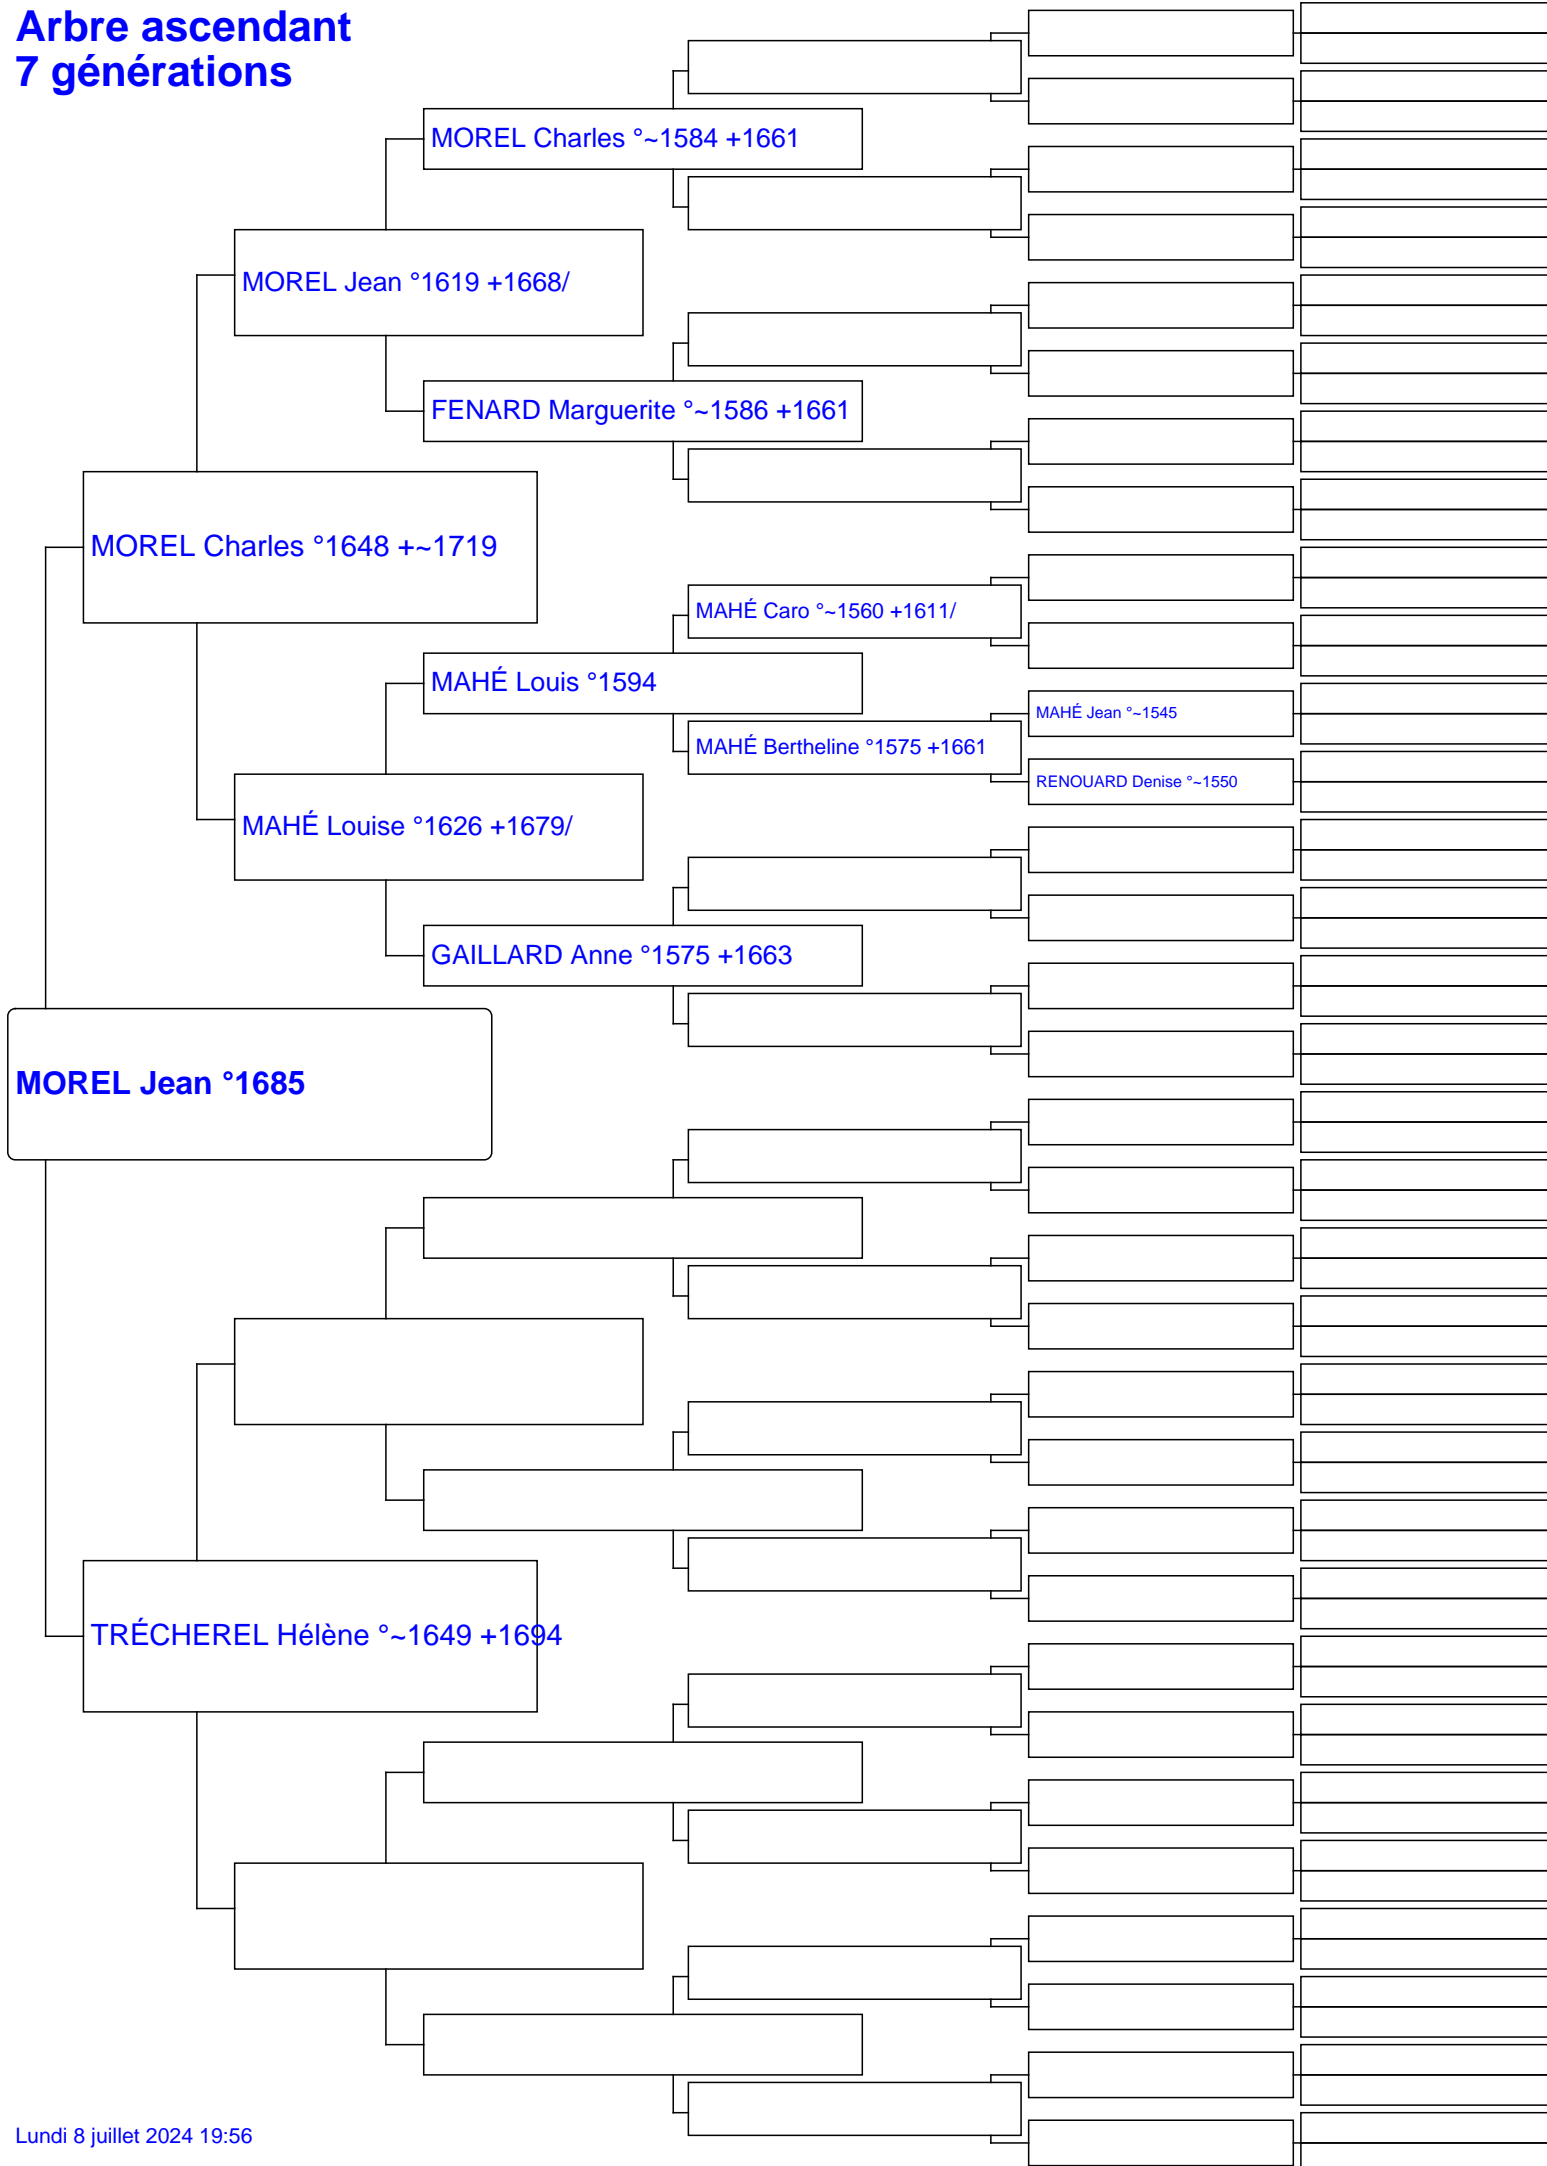 Arbre ascendant
7 générations
MOREL Charles °~1584 +1661
MOREL Jean °1619 +1668/
FENARD Marguerite °~1586 +1661
MOREL Charles °1648 +~1719
MAHÉ Caro °~1560 +1611/
MAHÉ Louis °1594
MAHÉ Jean °~1545
MAHÉ Bertheline °1575 +1661
RENOUARD Denise °~1550
MAHÉ Louise °1626 +1679/
GAILLARD Anne °1575 +1663
MOREL Jean °1685
TRÉCHEREL Hélène °~1649 +1694
Lundi 8 juillet 2024 19:56